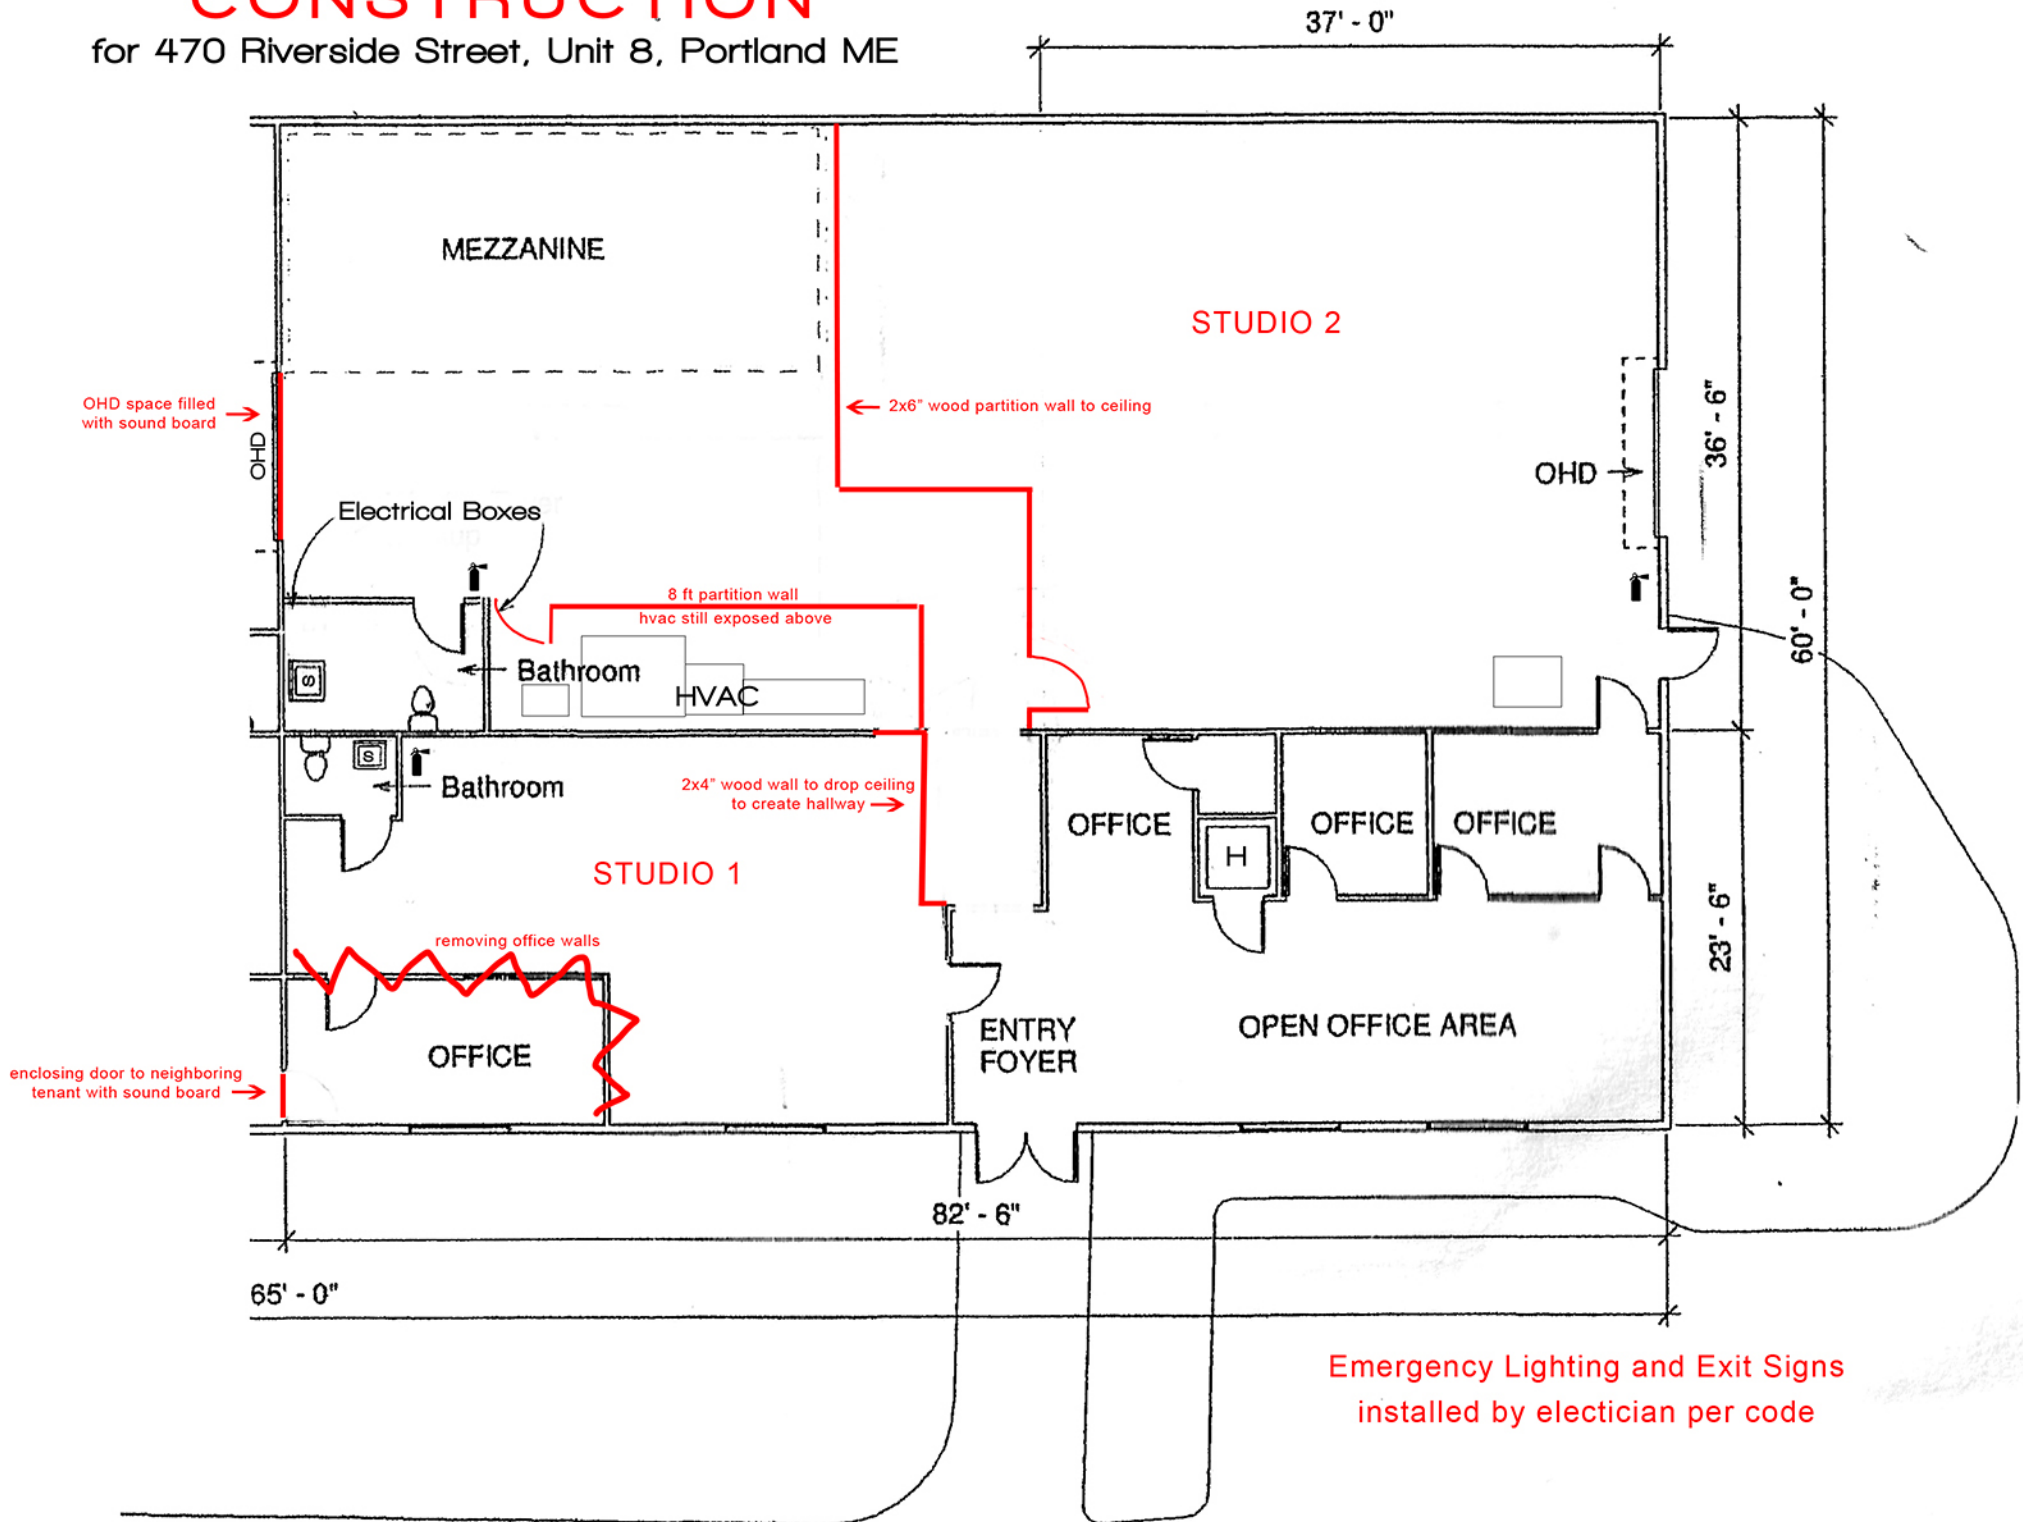 CONSTRUCTION
for 470 Riverside Street, Unit 8, Portland ME
37' - 0"
MEZZANINE
STUDIO 2
OHD space filled
with sound board
2x6" wood partition wall to ceiling
OHD
OHD
36' - 6"
Electrical Boxes
8 ft partition wall
hvac still exposed above
60' - 0"
S
Bathroom
HVAC
S
Bathroom
2x4" wood wall to drop ceiling
to create hallway
OFFICE
OFFICE
OFFICE
H
STUDIO 1
23' - 6"
removing office walls
ENTRY
FOYER
OPEN OFFICE AREA
OFFICE
enclosing door to neighboring
tenant with sound board
82' - 6"
65' - 0"
Emergency Lighting and Exit Signs
installed by electician per code